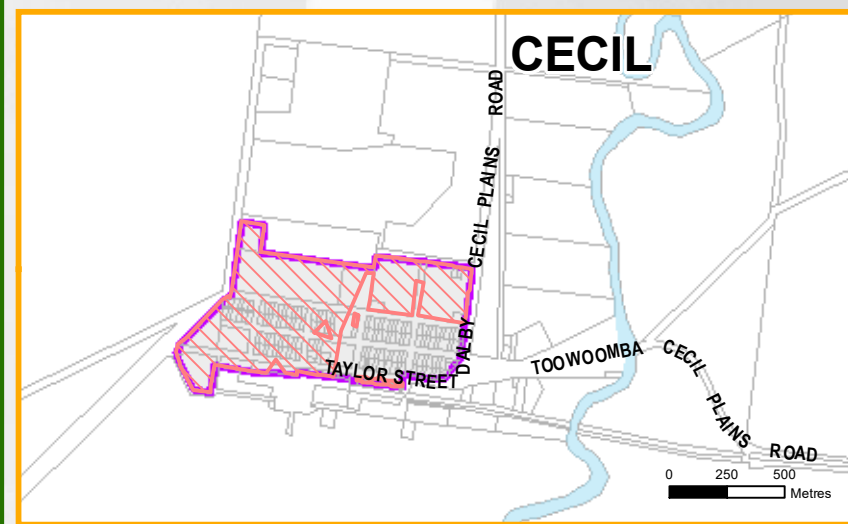 CECIL
DALBY CECIL PLAINS ROAD
TAYLOR STREET
TOOWOOMBA CECIL PLAINS ROAD
0 250 500
Metres